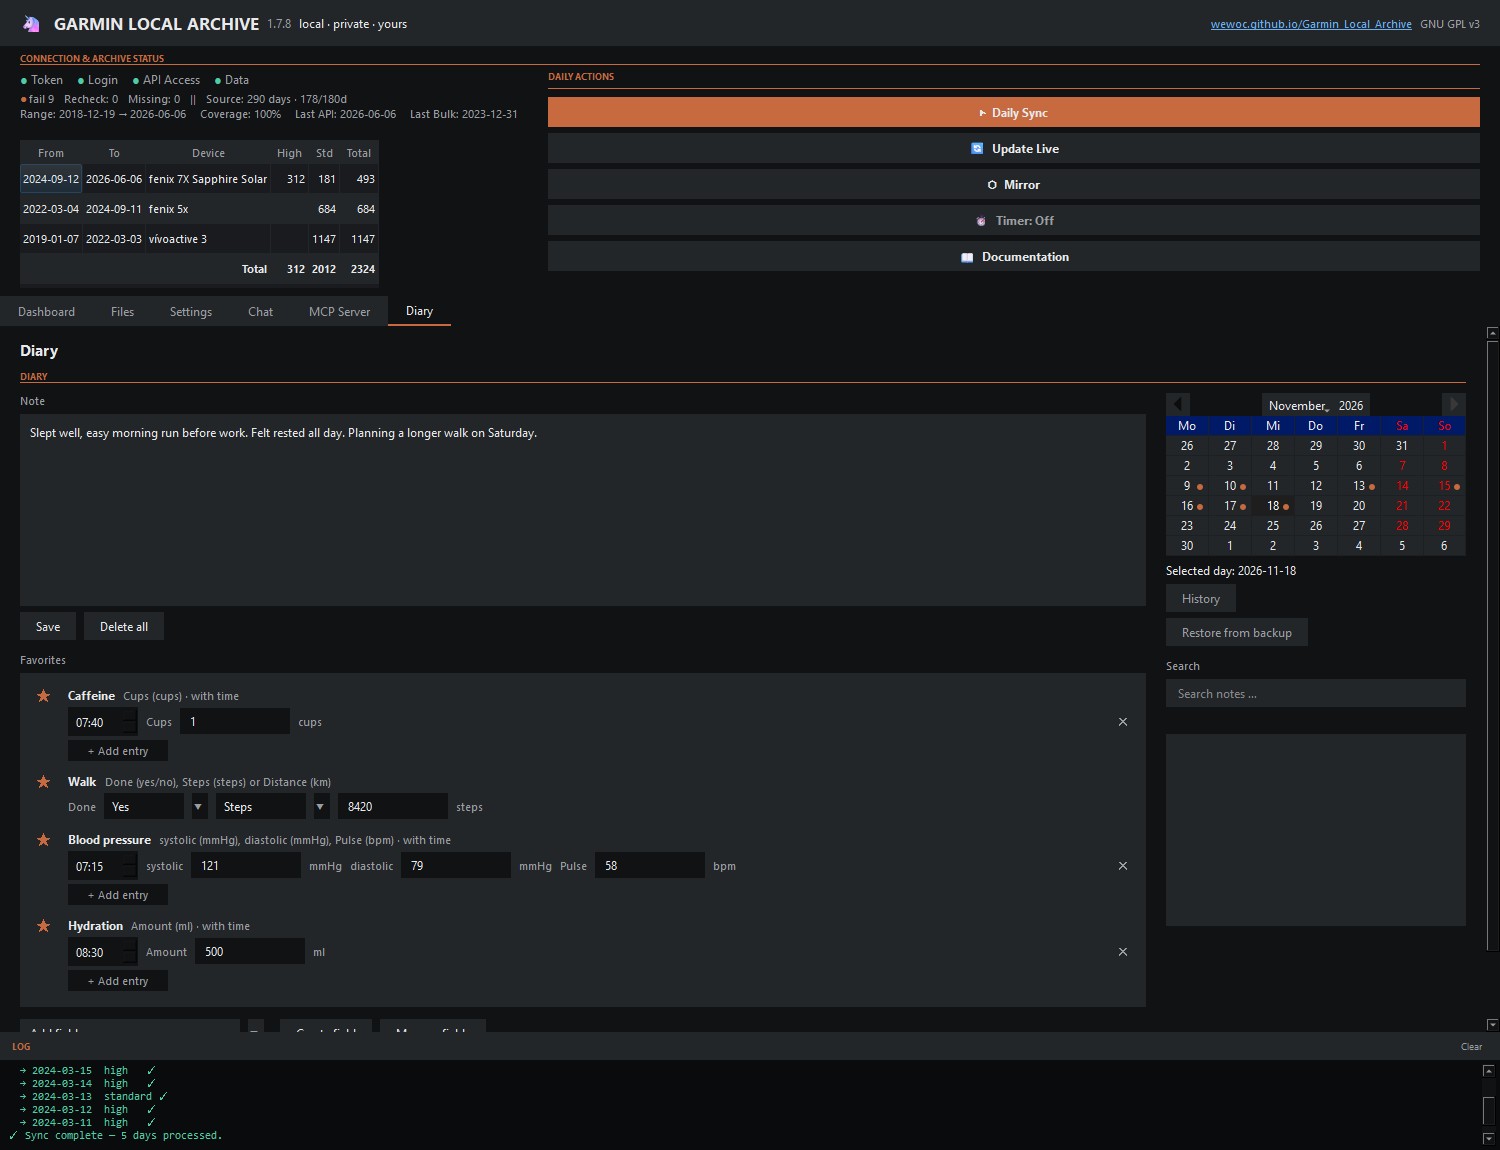 GARMIN LOCAL ARCHIVE 1.7.8 local · private · yours
wewoc.github.io/Garmin_Local_Archive GNU GPL v3
CONNECTION & ARCHIVE STATUS
● Token ● Login ● API Access ● Data
● fail 9 Recheck: 0 Missing: 0 || Source: 290 days · 178/180d
Range: 2018-12-19 → 2026-06-06 Coverage: 100% Last API: 2026-06-06 Last Bulk: 2023-12-31
From To Device High Std Total
2024-09-12 2026-06-06 fenix 7X Sapphire Solar 312 181 493
2022-03-04 2024-09-11 fenix 5x 684 684
2019-01-07 2022-03-03 vívoactive 3 1147 1147
Total 312 2012 2324
DAILY ACTIONS
Daily Sync
Update Live
Mirror
Timer: Off
Documentation
Dashboard Files Settings Chat MCP Server Diary
Diary
DIARY
Note
Slept well, easy morning run before work. Felt rested all day. Planning a longer walk on Saturday.
Save Delete all
Favorites
Caffeine Cups (cups) · with time
07:40 Cups 1 cups ×
+ Add entry
Walk Done (yes/no), Steps (steps) or Distance (km)
Done Yes Steps 8420 steps
Blood pressure systolic (mmHg), diastolic (mmHg), Pulse (bpm) · with time
07:15 systolic 121 mmHg diastolic 79 mmHg Pulse 58 bpm ×
+ Add entry
Hydration Amount (ml) · with time
08:30 Amount 500 ml ×
+ Add entry
November, 2026
Mo Di Mi Do Fr Sa So
26 27 28 29 30 31 1
2 3 4 5 6 7 8
9 10 11 12 13 14 15
16 17 18 19 20 21 22
23 24 25 26 27 28 29
30 1 2 3 4 5 6
Selected day: 2026-11-18
History
Restore from backup
Search
Search notes ...
LOG Clear
→ 2024-03-15 high ✓
→ 2024-03-14 high ✓
→ 2024-03-13 standard ✓
→ 2024-03-12 high ✓
→ 2024-03-11 high ✓
✓ Sync complete — 5 days processed.